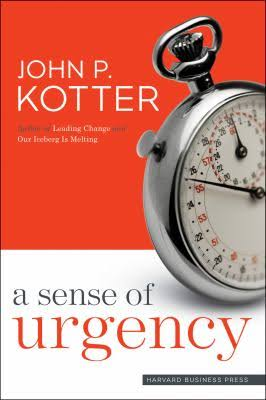 JOHN P.
KOTTER
Author of Leading Change and
Our Iceberg Is Melting
a sense of
urgency
HARVARD BUSINESS PRESS